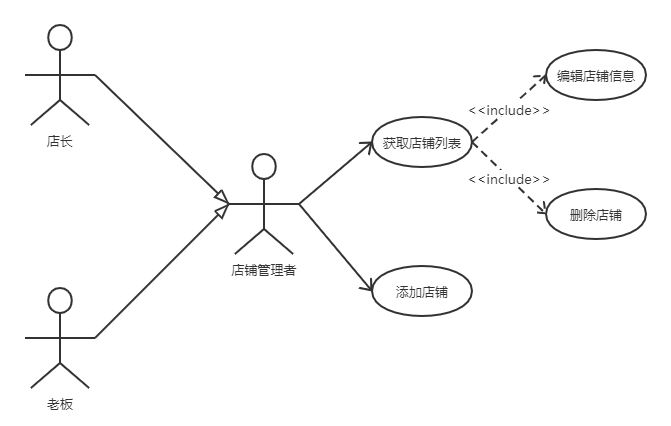 编辑店铺信息
<<include>>
店长
获取店铺列表
<<include>>
删除店铺
店铺管理者
添加店铺
老板